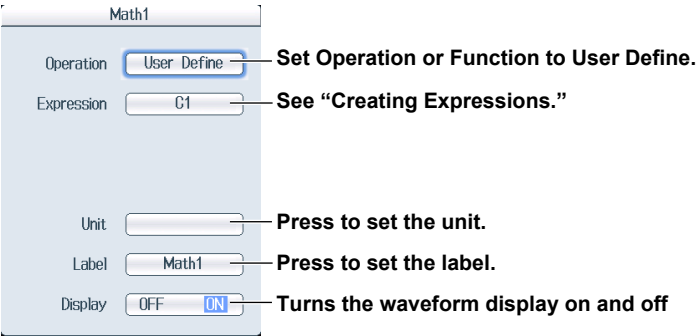 Math1
Operation User Define Set Operation or Function to User Define.
Expression C1 See “Creating Expressions.”
Unit Press to set the unit.
Label Math1 Press to set the label.
Display OFF ON Turns the waveform display on and off